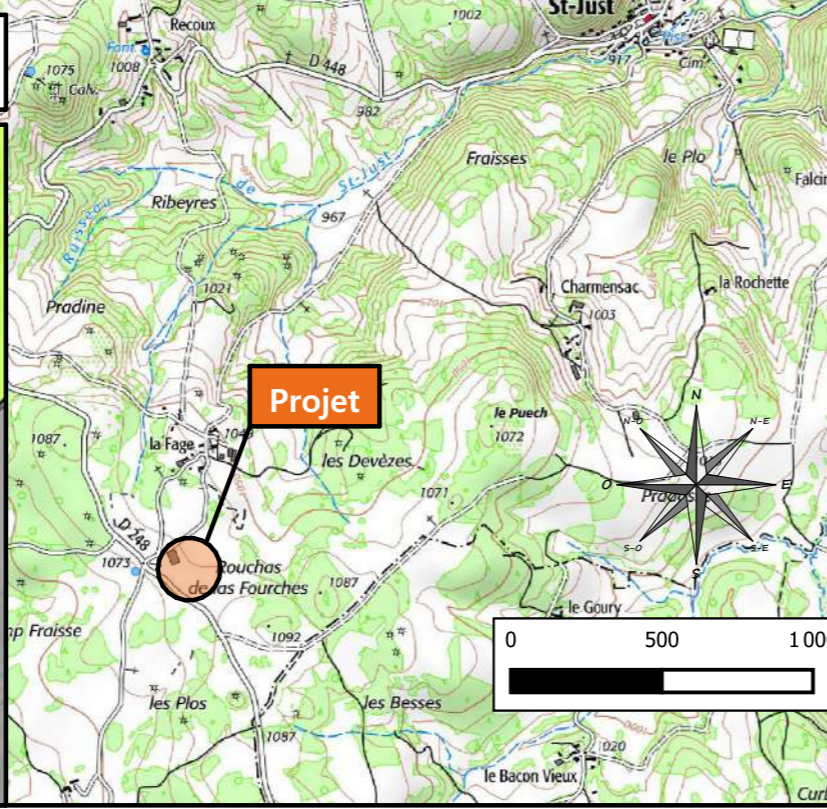 St-Just
1002
Recoux
Font
1008
1075
Calv.
D 448
917
Cim.
982
Fraisses
le Plo
Ruisseau de St-Just
Ribeyres
967
1021
Charmensac
la Rochette
1003
Pradine
Projet
le Puech
1072
N
N-O
N-E
1087
la Fage
les Devèzes
1071
O
E
D 248
1073
Rouchas
de las Fourches
1087
S-O
S-E
S
mp Fraisse
1092
le Goury
0 500 1 000
les Plos
les Besses
1087
1020
le Bacon Vieux